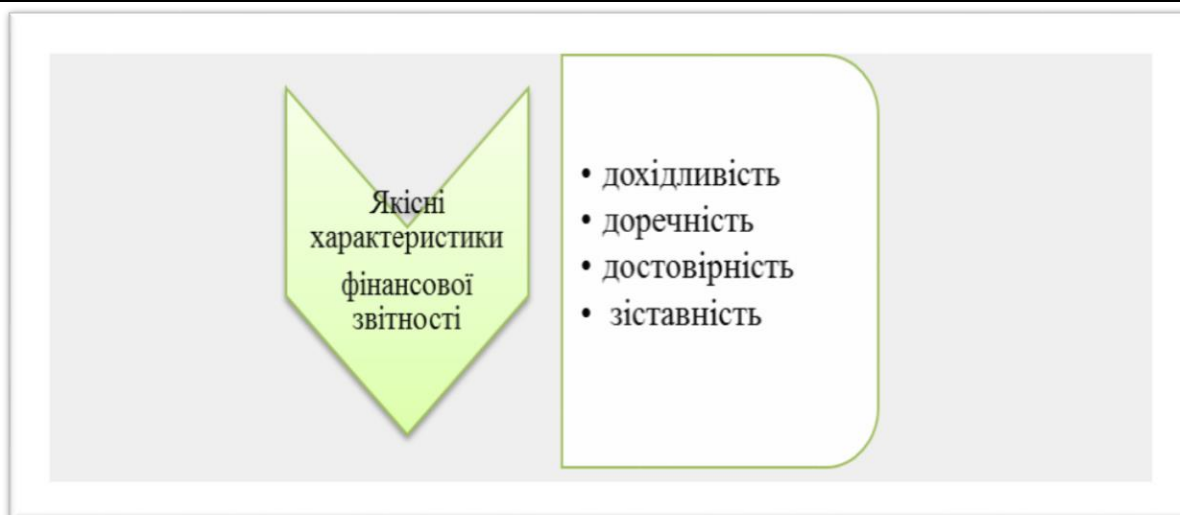 Якісні
характеристики
фінансової
звітності
• дохідливість
• доречність
• достовірність
• зіставність